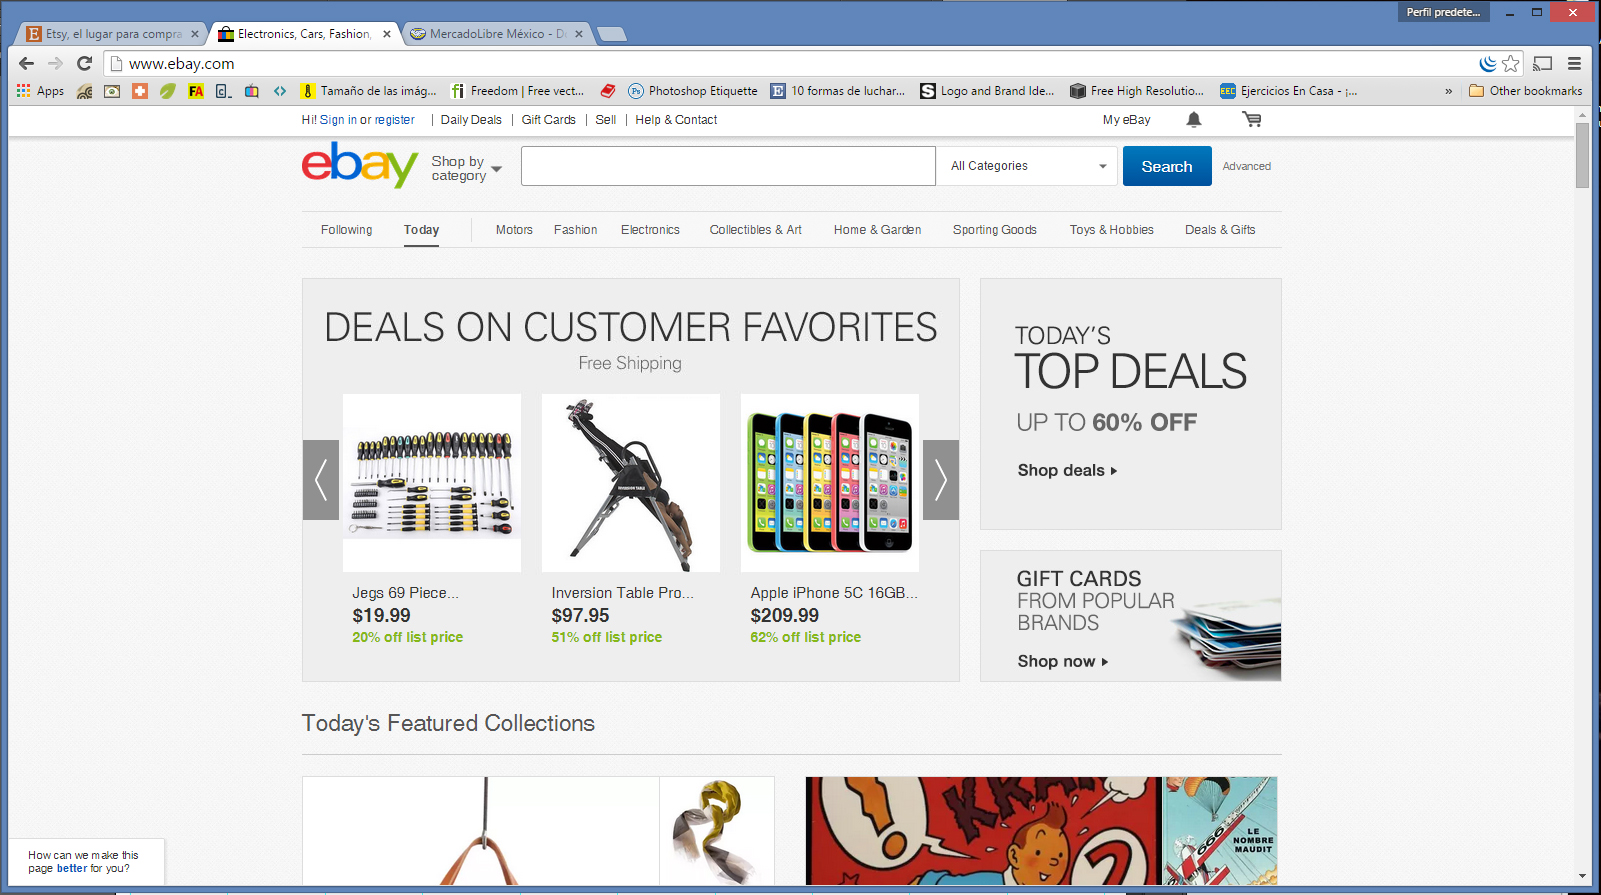 Perfil predete...
Etsy, el lugar para compra
Electronics, Cars, Fashion,
MercadoLibre México - D
www.ebay.com
Apps
FA
Tamaño de las imág...
Freedom | Free vect...
Photoshop Etiquette
10 formas de luchar...
Logo and Brand Ide...
Free High Resolutio...
Ejercicios En Casa - ¡...
»
Other bookmarks
Hi! Sign in or register
Daily Deals
Gift Cards
Sell
Help & Contact
My eBay
ebay
Shop by
category
All Categories
Search
Advanced
Following
Today
Motors
Fashion
Electronics
Collectibles & Art
Home & Garden
Sporting Goods
Toys & Hobbies
Deals & Gifts
DEALS ON CUSTOMER FAVORITES
Free Shipping
INVERSION TABLE
Jegs 69 Piece...
$19.99
20% off list price
Inversion Table Pro...
$97.95
51% off list price
Apple iPhone 5C 16GB...
$209.99
62% off list price
TODAY'S
TOP DEALS
UP TO 60% OFF
Shop deals
GIFT CARDS
FROM POPULAR
BRANDS
Shop now
Today's Featured Collections
LE
NOMBRE
MAUDIT
How can we make this
page better for you?